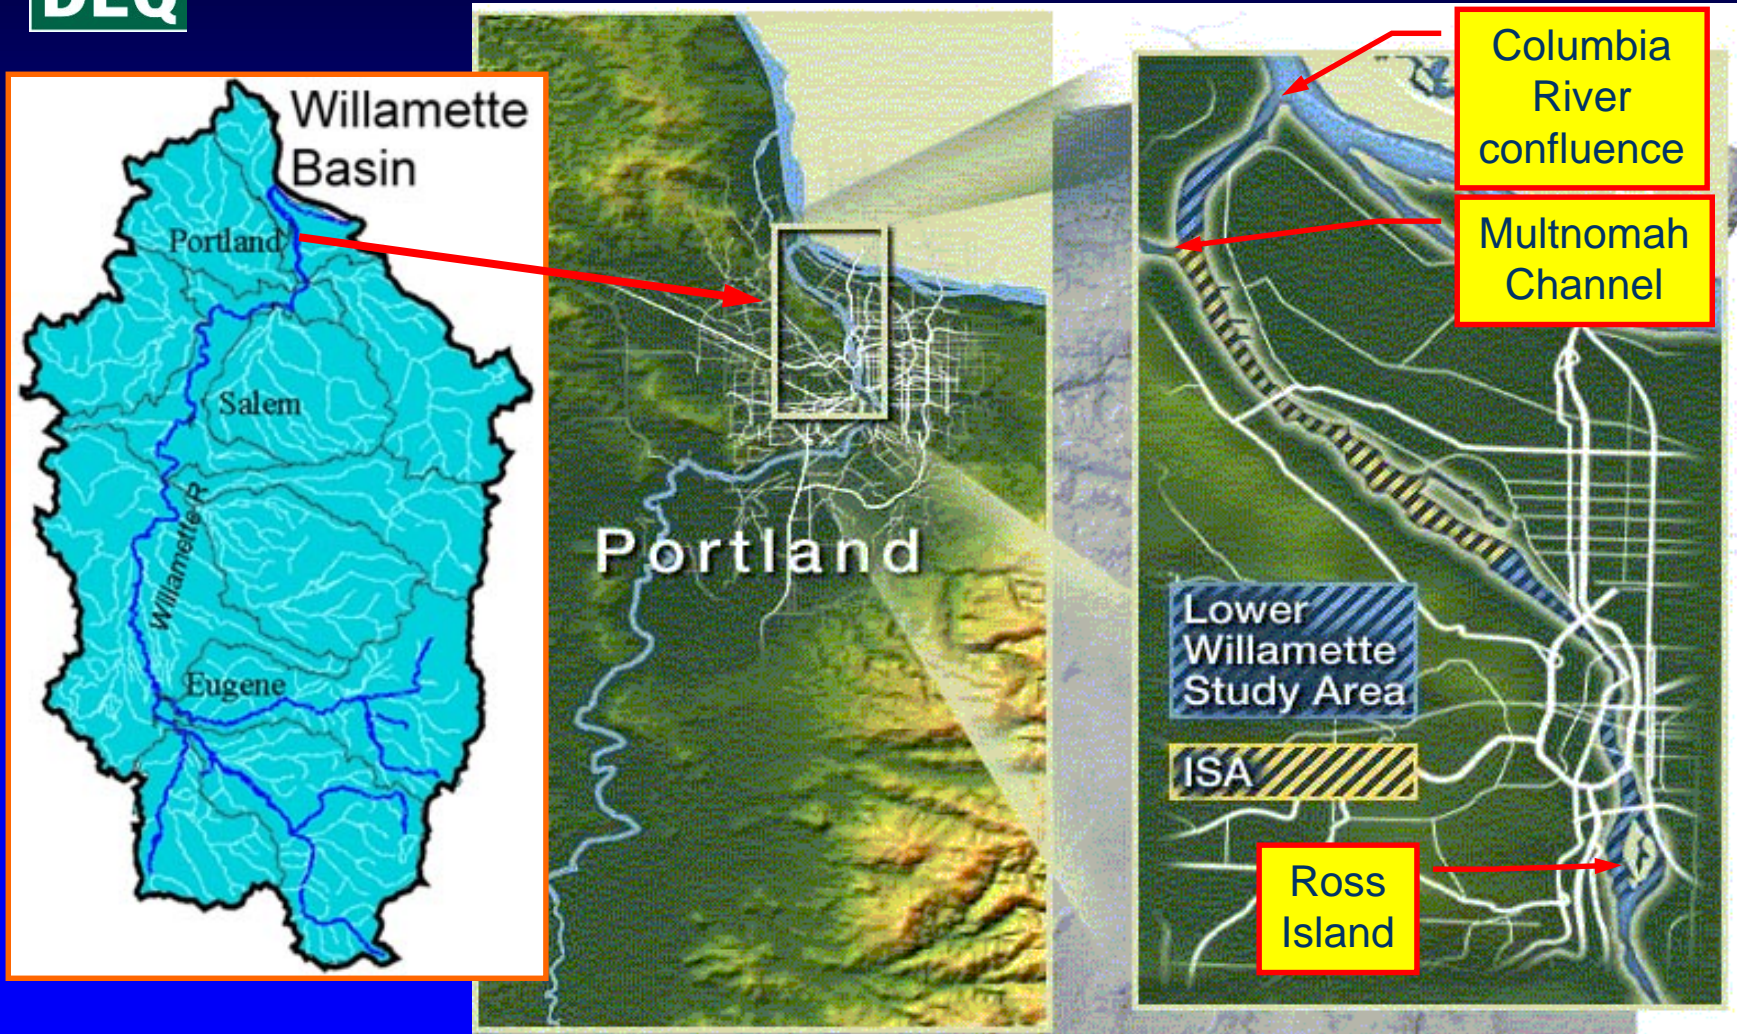 DEQ
Willamette
Basin
Portland
Salem
Willamette R
Eugene
Portland
Columbia
River
confluence
Multnomah
Channel
Lower
Willamette
Study Area
ISA
Ross
Island